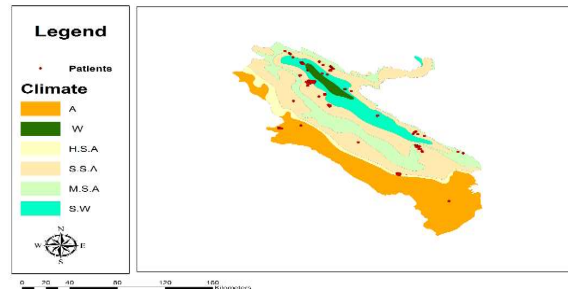 Legend
Patients
Climate
A
W
H.S.A
S.S.A
M.S.A
S.W
N
W E
S
0 20 40 80 120 160
Kilometers